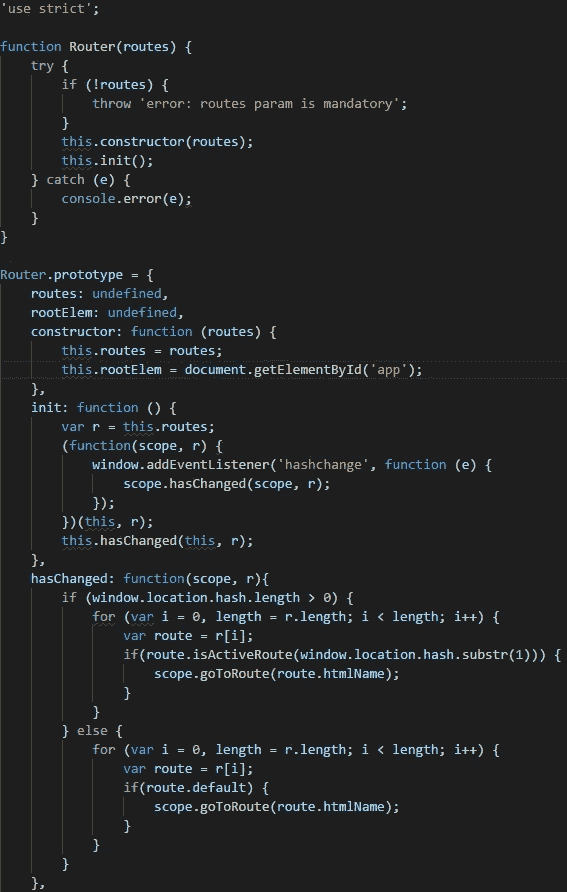 'use strict';

function Router(routes) {
    try {
        if (!routes) {
            throw 'error: routes param is mandatory';
        }
        this.constructor(routes);
        this.init();
    } catch (e) {
        console.error(e);
    }
}

Router.prototype = {
    routes: undefined,
    rootElem: undefined,
    constructor: function (routes) {
        this.routes = routes;
        this.rootElem = document.getElementById('app');
    },
    init: function () {
        var r = this.routes;
        (function(scope, r) {
            window.addEventListener('hashchange', function (e) {
                scope.hasChanged(scope, r);
            });
        })(this, r);
        this.hasChanged(this, r);
    },
    hasChanged: function(scope, r){
        if (window.location.hash.length > 0) {
            for (var i = 0, length = r.length; i < length; i++) {
                var route = r[i];
                if(route.isActiveRoute(window.location.hash.substr(1))) {
                    scope.goToRoute(route.htmlName);
                }
            }
        } else {
            for (var i = 0, length = r.length; i < length; i++) {
                var route = r[i];
                if(route.default) {
                    scope.goToRoute(route.htmlName);
                }
            }
        }
    },